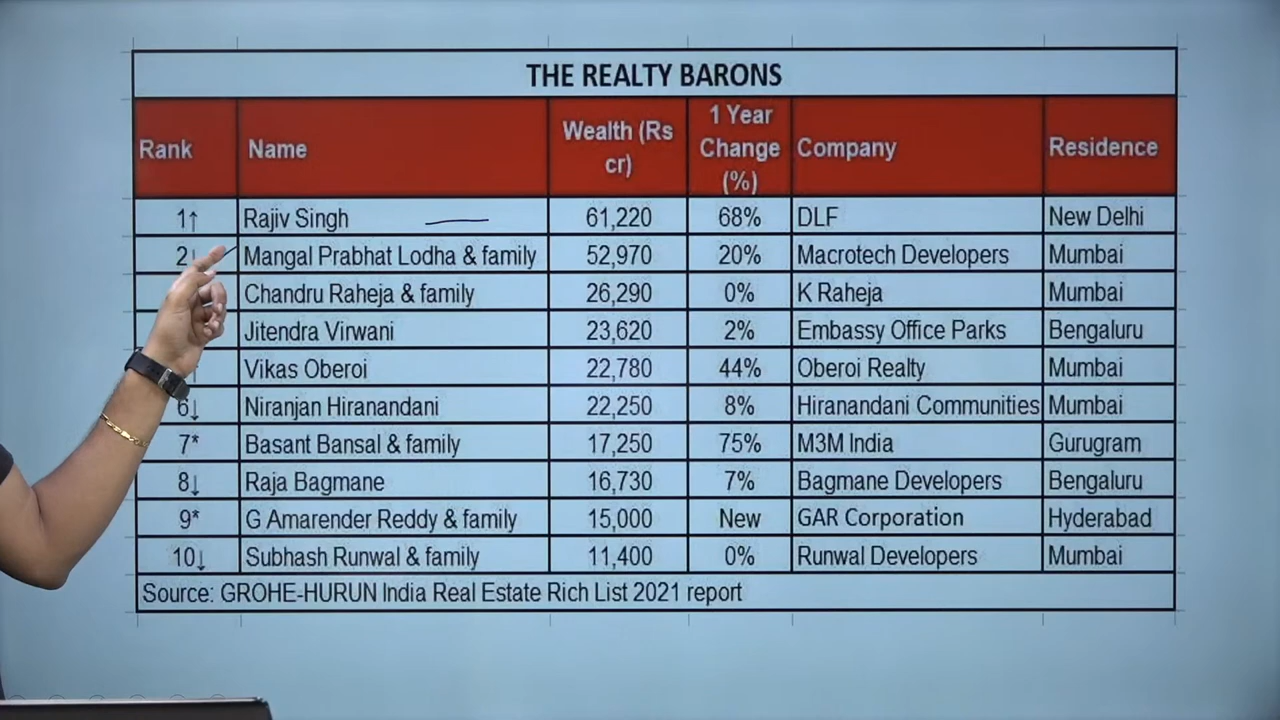 THE REALTY BARONS
Rank Name Wealth (Rs cr) 1 Year Change (%) Company Residence
1↑ Rajiv Singh 61,220 68% DLF New Delhi
2↓ Mangal Prabhat Lodha & family 52,970 20% Macrotech Developers Mumbai
Chandru Raheja & family 26,290 0% K Raheja Mumbai
Jitendra Virwani 23,620 2% Embassy Office Parks Bengaluru
Vikas Oberoi 22,780 44% Oberoi Realty Mumbai
6↓ Niranjan Hiranandani 22,250 8% Hiranandani Communities Mumbai
7* Basant Bansal & family 17,250 75% M3M India Gurugram
8↓ Raja Bagmane 16,730 7% Bagmane Developers Bengaluru
9* G Amarender Reddy & family 15,000 New GAR Corporation Hyderabad
10↓ Subhash Runwal & family 11,400 0% Runwal Developers Mumbai
Source: GROHE-HURUN India Real Estate Rich List 2021 report